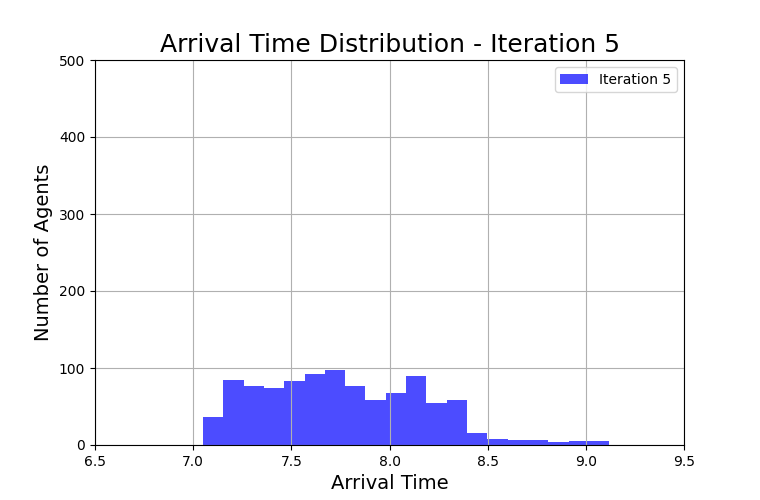 Arrival Time Distribution - Iteration 5
Iteration 5
Number of Agents
500
400
300
200
100
0
6.5 7.0 7.5 8.0 8.5 9.0 9.5
Arrival Time